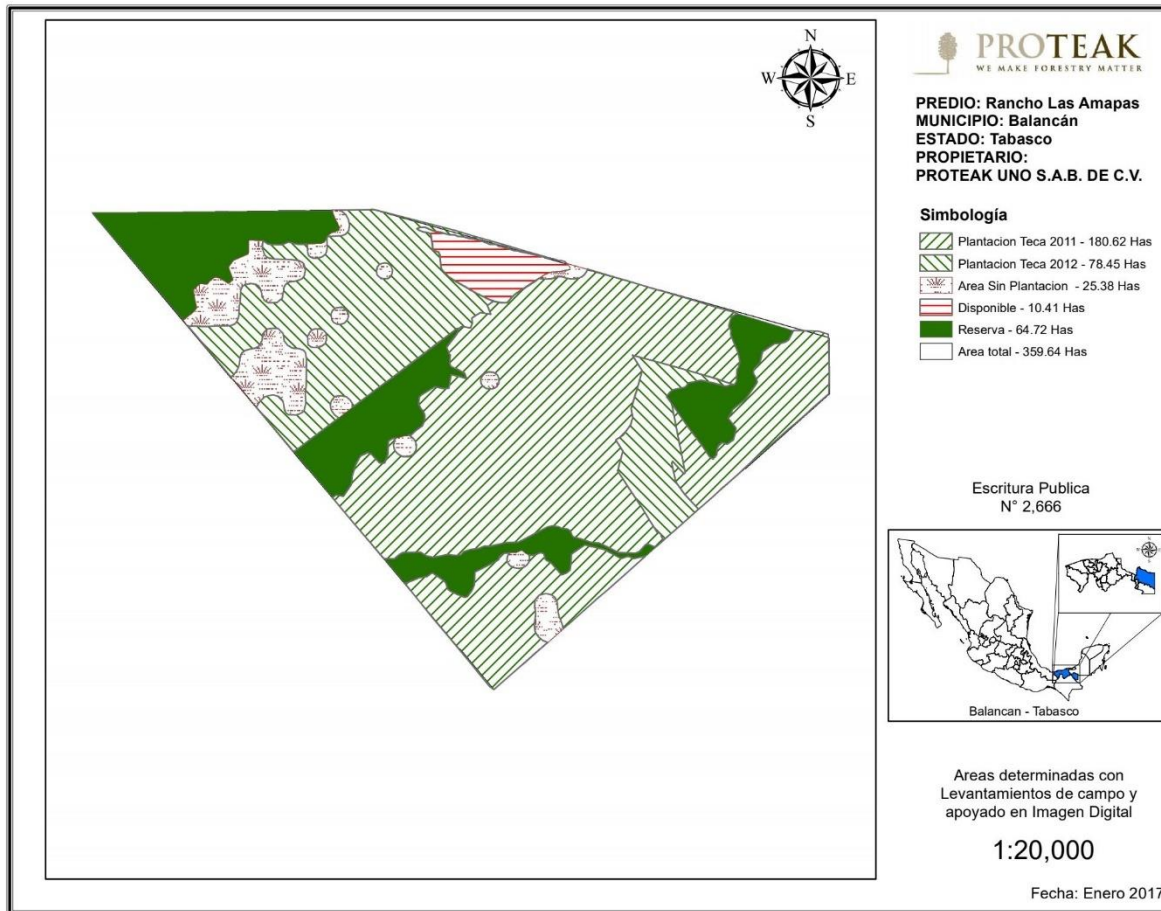 N
W
E
S
PROTEAK
WE MAKE FORESTRY MATTER
PREDIO: Rancho Las Amapas
MUNICIPIO: Balancán
ESTADO: Tabasco
PROPIETARIO:
PROTEAK UNO S.A.B. DE C.V.
Simbología
Plantacion Teca 2011 - 180.62 Has
Plantacion Teca 2012 - 78.45 Has
Area Sin Plantacion - 25.38 Has
Disponible - 10.41 Has
Reserva - 64.72 Has
Area total - 359.64 Has
Escritura Publica
N° 2,666
Balancan - Tabasco
Areas determinadas con
Levantamientos de campo y
apoyado en Imagen Digital
1:20,000
Fecha: Enero 2017